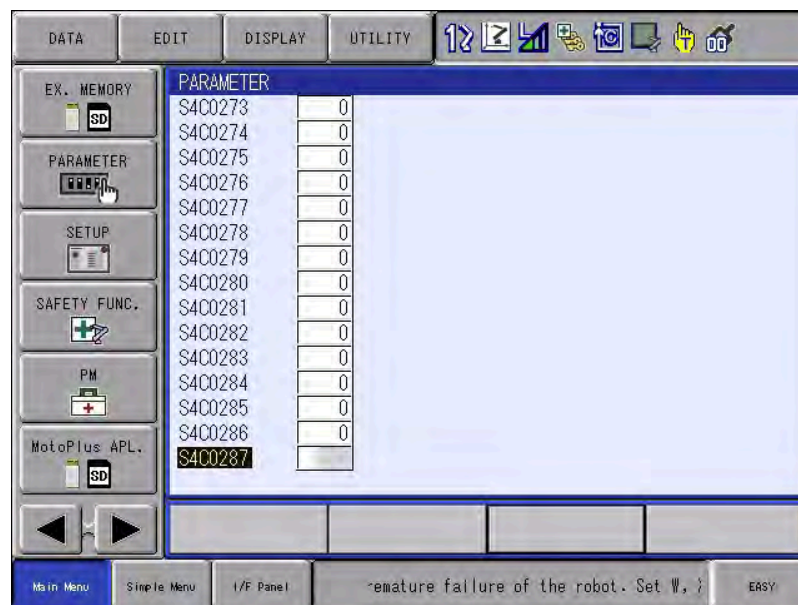 DATA
EDIT
DISPLAY
UTILITY
EX. MEMORY
SD
PARAMETER
SETUP
SAFETY FUNC.
PM
MotoPlus APL.
SD
PARAMETER
S4C0273 0
S4C0274 0
S4C0275 0
S4C0276 0
S4C0277 0
S4C0278 0
S4C0279 0
S4C0280 0
S4C0281 0
S4C0282 0
S4C0283 0
S4C0284 0
S4C0285 0
S4C0286 0
S4C0287
Main Menu
Simple Menu
I/F Panel
emature failure of the robot. Set W,
EASY